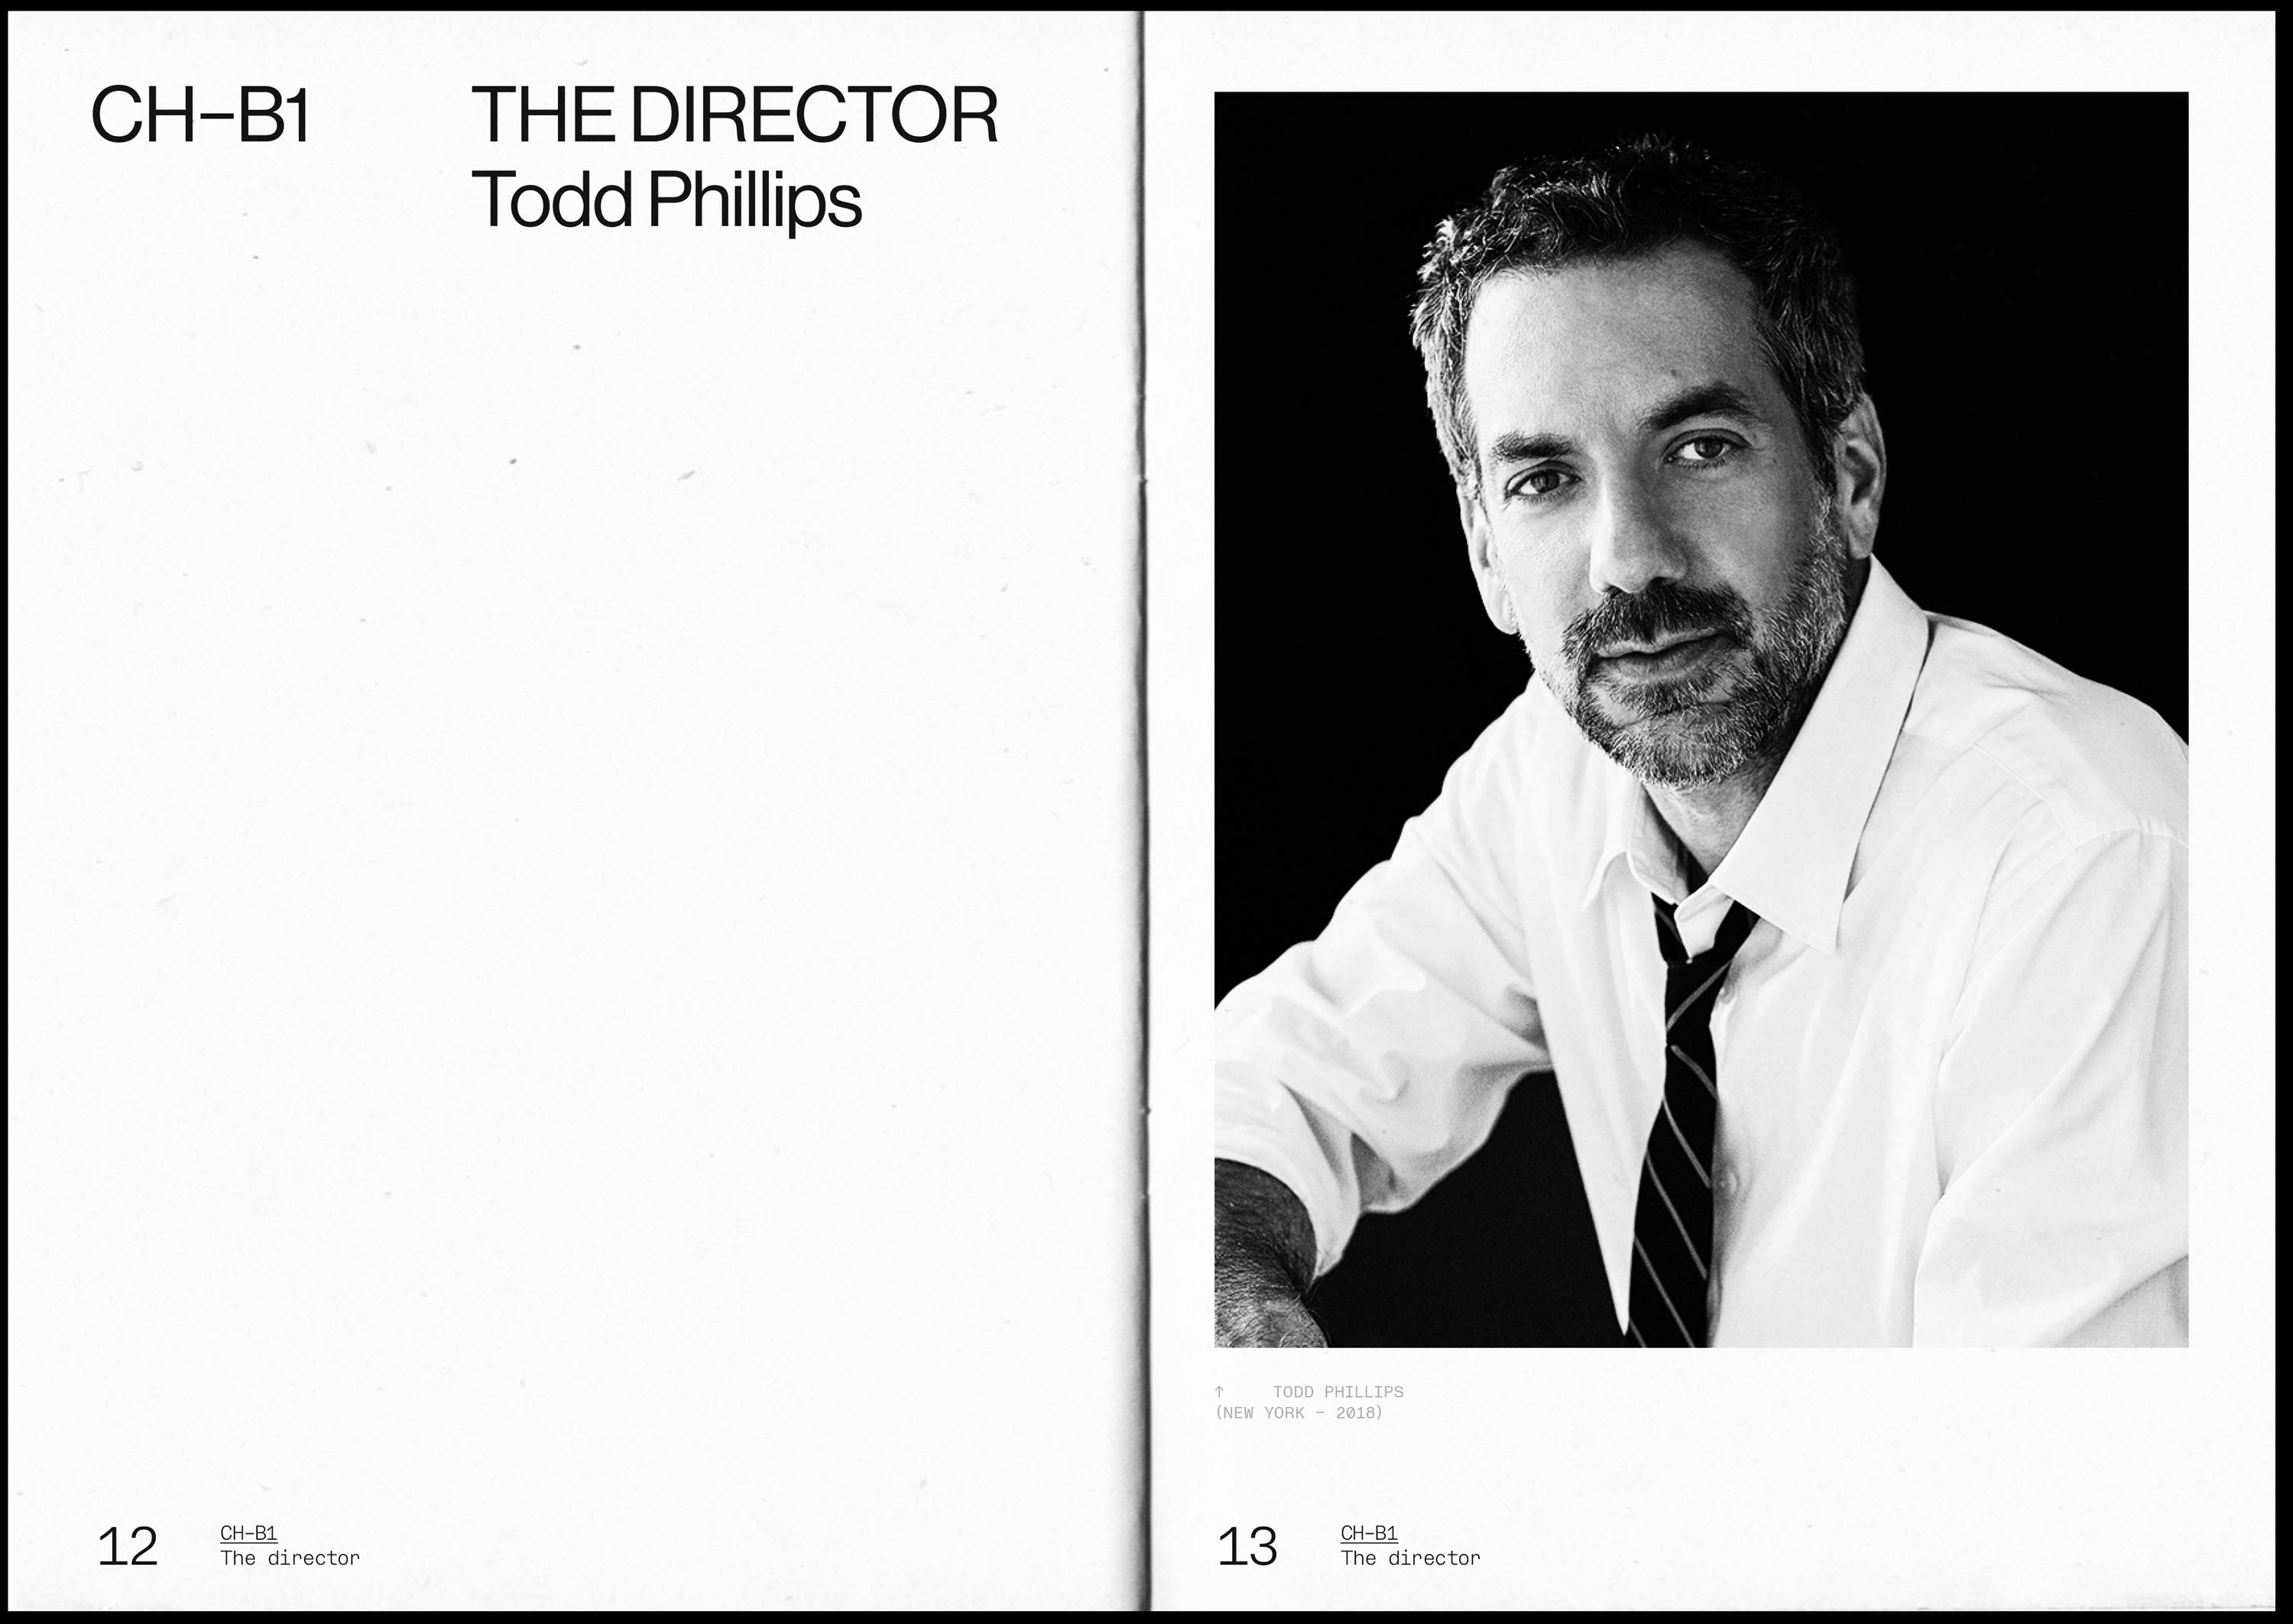 CH–B1
THE DIRECTOR
Todd Phillips
↑ TODD PHILLIPS
(NEW YORK – 2018)
12
CH–B1
The director
13
CH–B1
The director